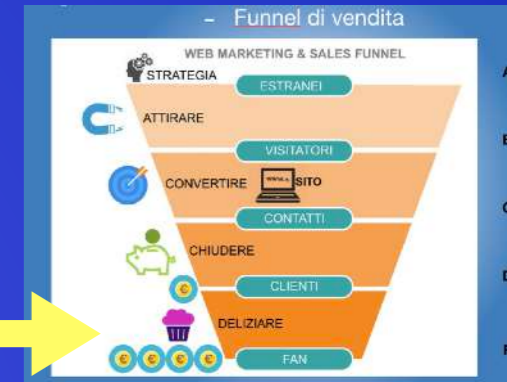 - Funnel di vendita
WEB MARKETING & SALES FUNNEL
STRATEGIA
ESTRANEI
ATTIRARE
VISITATORI
CONVERTIRE
SITO
CONTATTI
CHIUDERE
CLIENTI
€
DELIZIARE
€ € € €
FAN